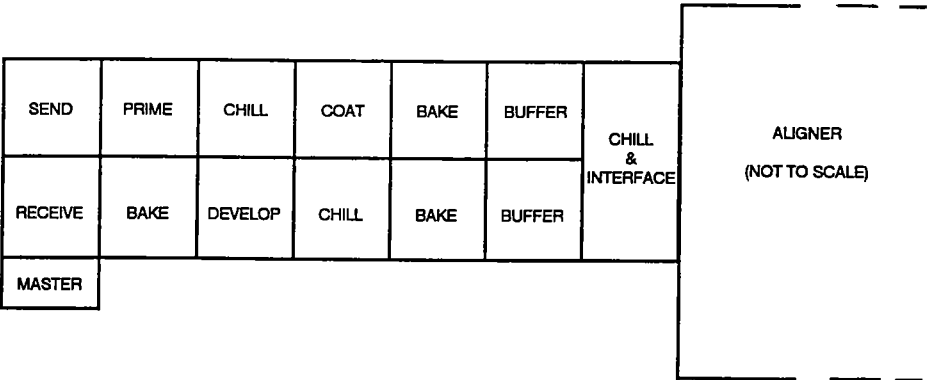 SEND
PRIME
CHILL
COAT
BAKE
BUFFER
CHILL
&
INTERFACE
ALIGNER
(NOT TO SCALE)
RECEIVE
BAKE
DEVELOP
CHILL
BAKE
BUFFER
MASTER